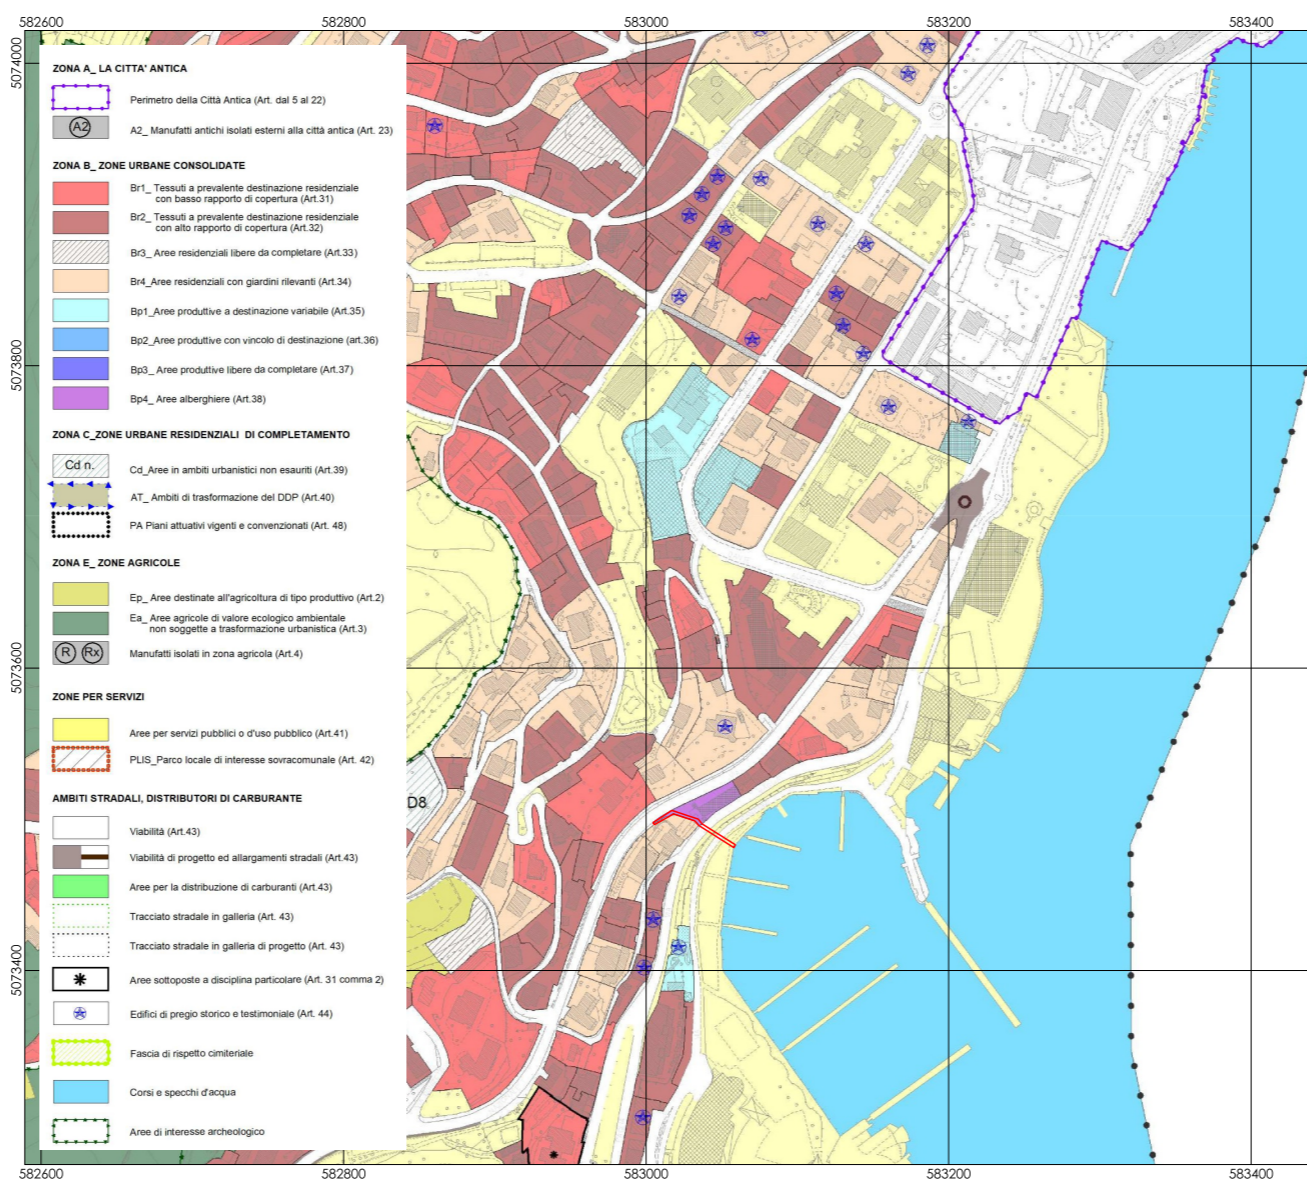 582600 582800 583000 583200 583400
5074000
5073800
5073600
5073400
ZONA A_ LA CITTA' ANTICA
Perimetro della Città Antica (Art. dal 5 al 22)
A2 A2_ Manufatti antichi isolati esterni alla città antica (Art. 23)
ZONA B_ ZONE URBANE CONSOLIDATE
Br1_ Tessuti a prevalente destinazione residenziale
con basso rapporto di copertura (Art.31)
Br2_ Tessuti a prevalente destinazione residenziale
con alto rapporto di copertura (Art.32)
Br3_ Aree residenziali libere da completare (Art.33)
Br4_Aree residenziali con giardini rilevanti (Art.34)
Bp1_Aree produttive a destinazione variabile (Art.35)
Bp2_Aree produttive con vincolo di destinazione (art.36)
Bp3_ Aree produttive libere da completare (Art.37)
Bp4_ Aree alberghiere (Art.38)
ZONA C_ZONE URBANE RESIDENZIALI DI COMPLETAMENTO
Cd n. Cd_Aree in ambiti urbanistici non esauriti (Art.39)
AT_ Ambiti di trasformazione del DDP (Art.40)
PA Piani attuativi vigenti e convenzionati (Art. 48)
ZONA E_ ZONE AGRICOLE
Ep_ Aree destinate all'agricoltura di tipo produttivo (Art.2)
Ea_ Aree agricole di valore ecologico ambientale
non soggette a trasformazione urbanistica (Art.3)
R Rx Manufatti isolati in zona agricola (Art.4)
ZONE PER SERVIZI
Aree per servizi pubblici o d'uso pubblico (Art.41)
PLIS_Parco locale di interesse sovracomunale (Art. 42)
AMBITI STRADALI, DISTRIBUTORI DI CARBURANTE
Viabilità (Art.43)
Viabilità di progetto ed allargamenti stradali (Art.43)
Aree per la distribuzione di carburanti (Art.43)
Tracciato stradale in galleria (Art. 43)
Tracciato stradale in galleria di progetto (Art. 43)
Aree sottoposte a disciplina particolare (Art. 31 comma 2)
Edifici di pregio storico e testimoniale (Art. 44)
Fascia di rispetto cimiteriale
Corsi e specchi d'acqua
Aree di interesse archeologico
D8
582600 582800 583000 583200 583400